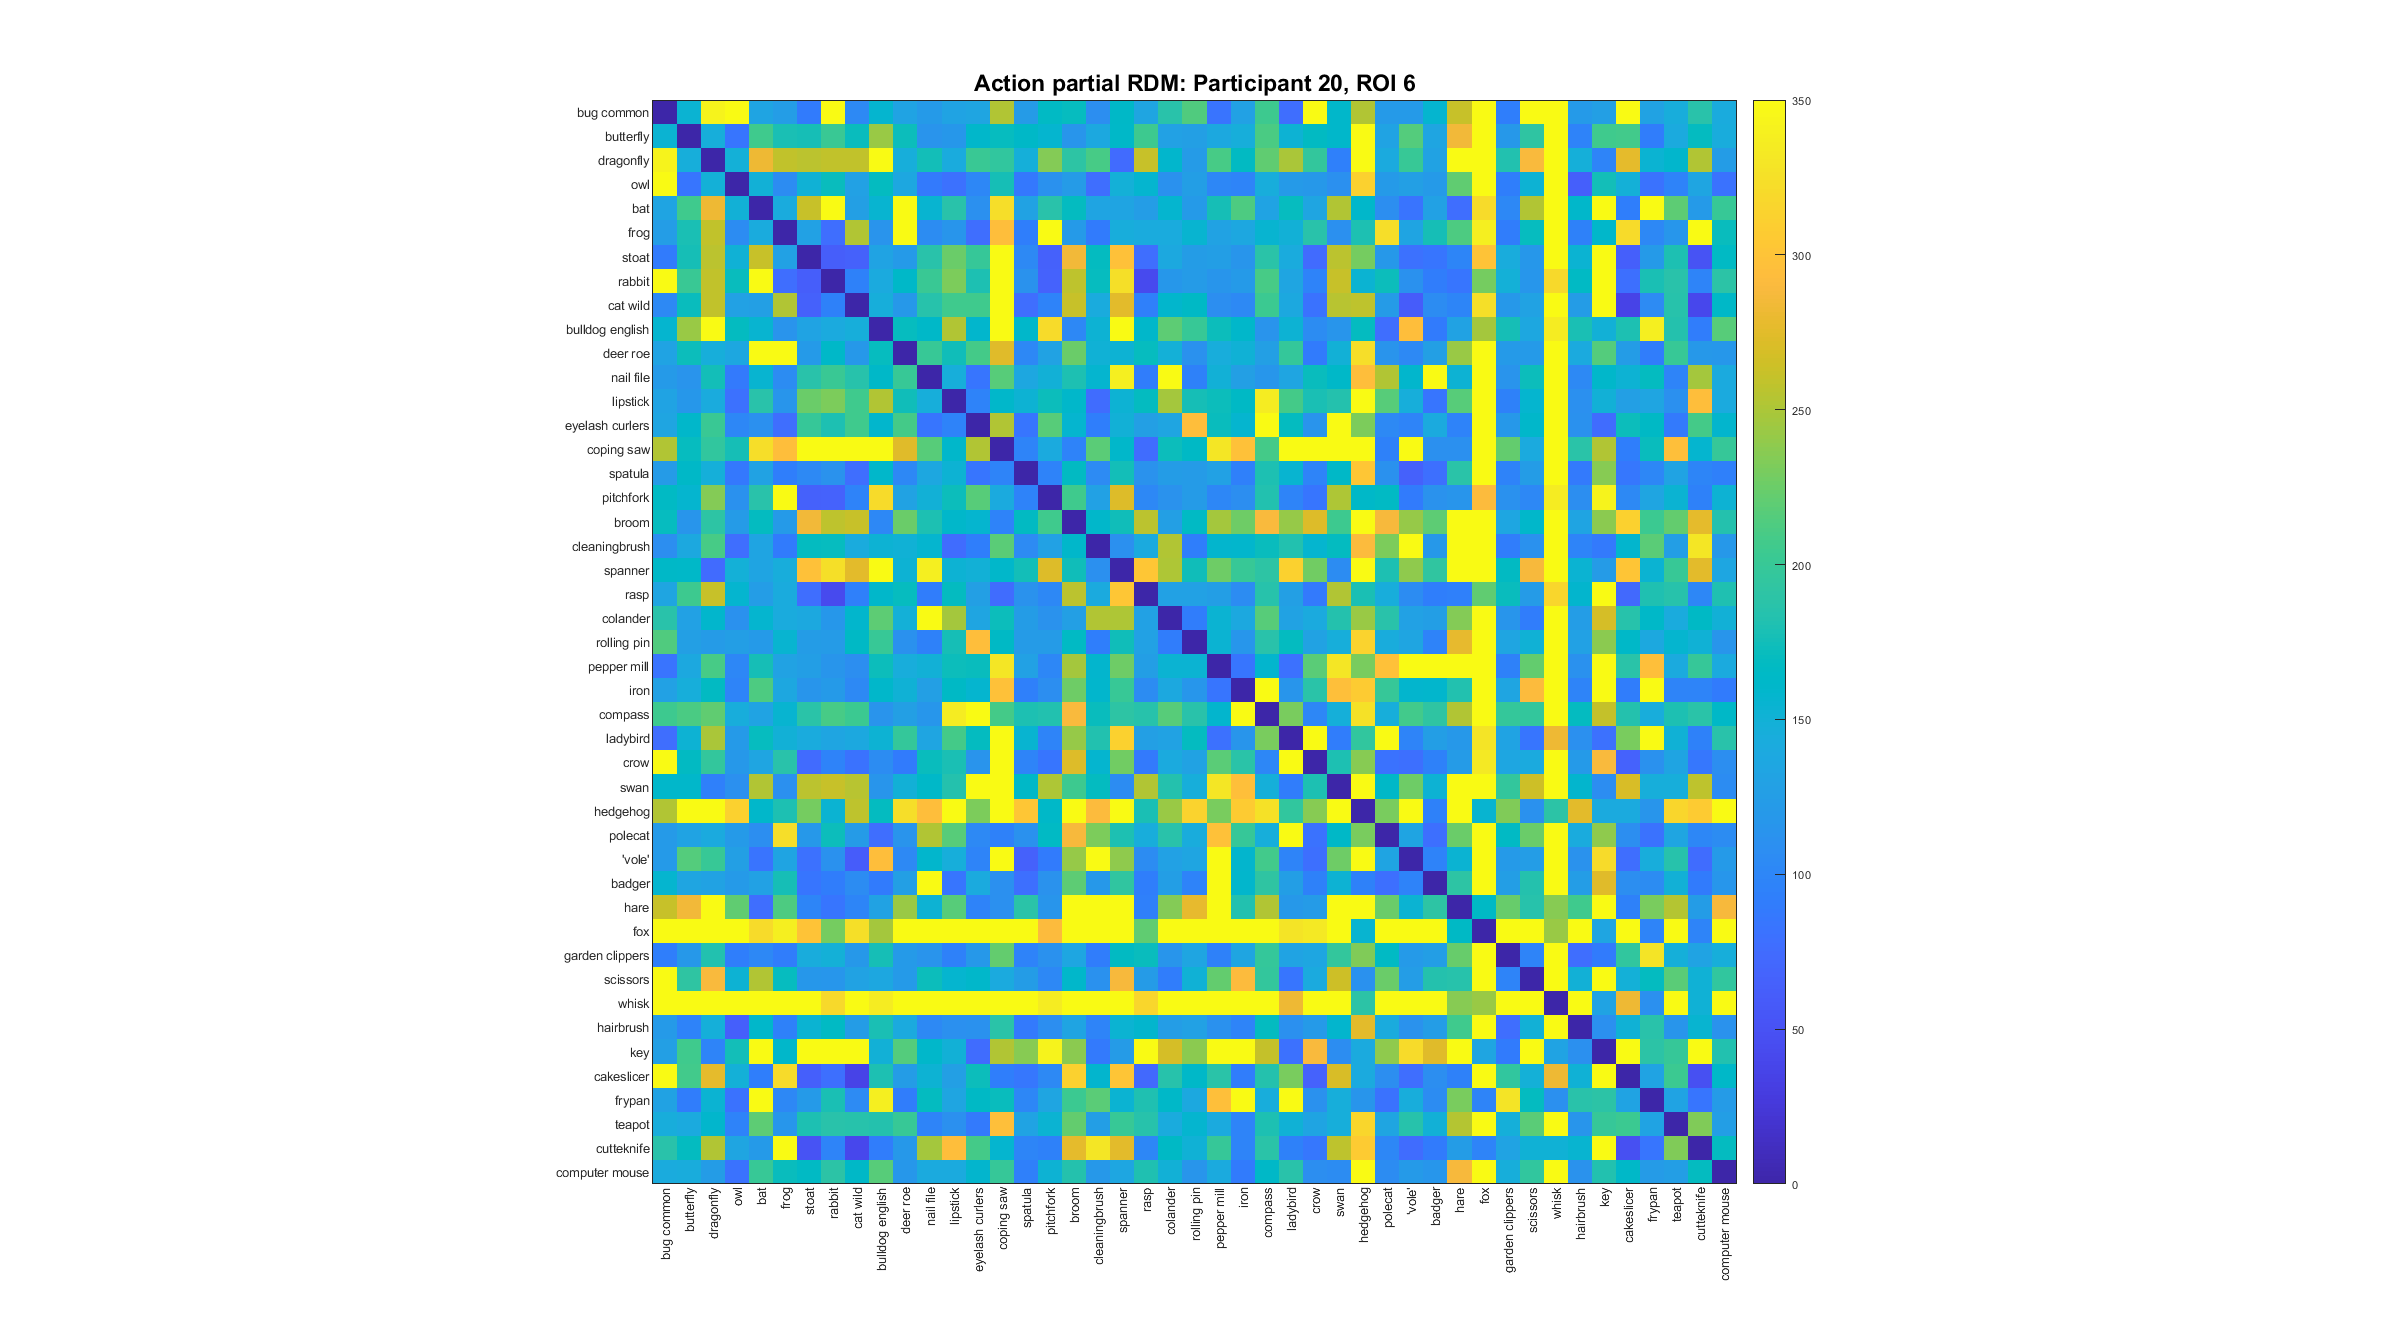 Action partial RDM: Participant 20, ROI 6
bug common
butterfly
dragonfly
owl
bat
frog
stoat
rabbit
cat wild
bulldog english
deer roe
nail file
lipstick
eyelash curlers
coping saw
spatula
pitchfork
broom
cleaningbrush
spanner
rasp
colander
rolling pin
pepper mill
iron
compass
ladybird
crow
swan
hedgehog
polecat
'vole'
badger
hare
fox
garden clippers
scissors
whisk
hairbrush
key
cakeslicer
frypan
teapot
cutteknife
computer mouse
350
300
250
200
150
100
50
0
bug common
butterfly
dragonfly
owl
bat
frog
stoat
rabbit
cat wild
bulldog english
deer roe
nail file
lipstick
eyelash curlers
coping saw
spatula
pitchfork
broom
cleaningbrush
spanner
rasp
colander
rolling pin
pepper mill
iron
compass
ladybird
crow
swan
hedgehog
polecat
'vole'
badger
hare
fox
garden clippers
scissors
whisk
hairbrush
key
cakeslicer
frypan
teapot
cutteknife
computer mouse